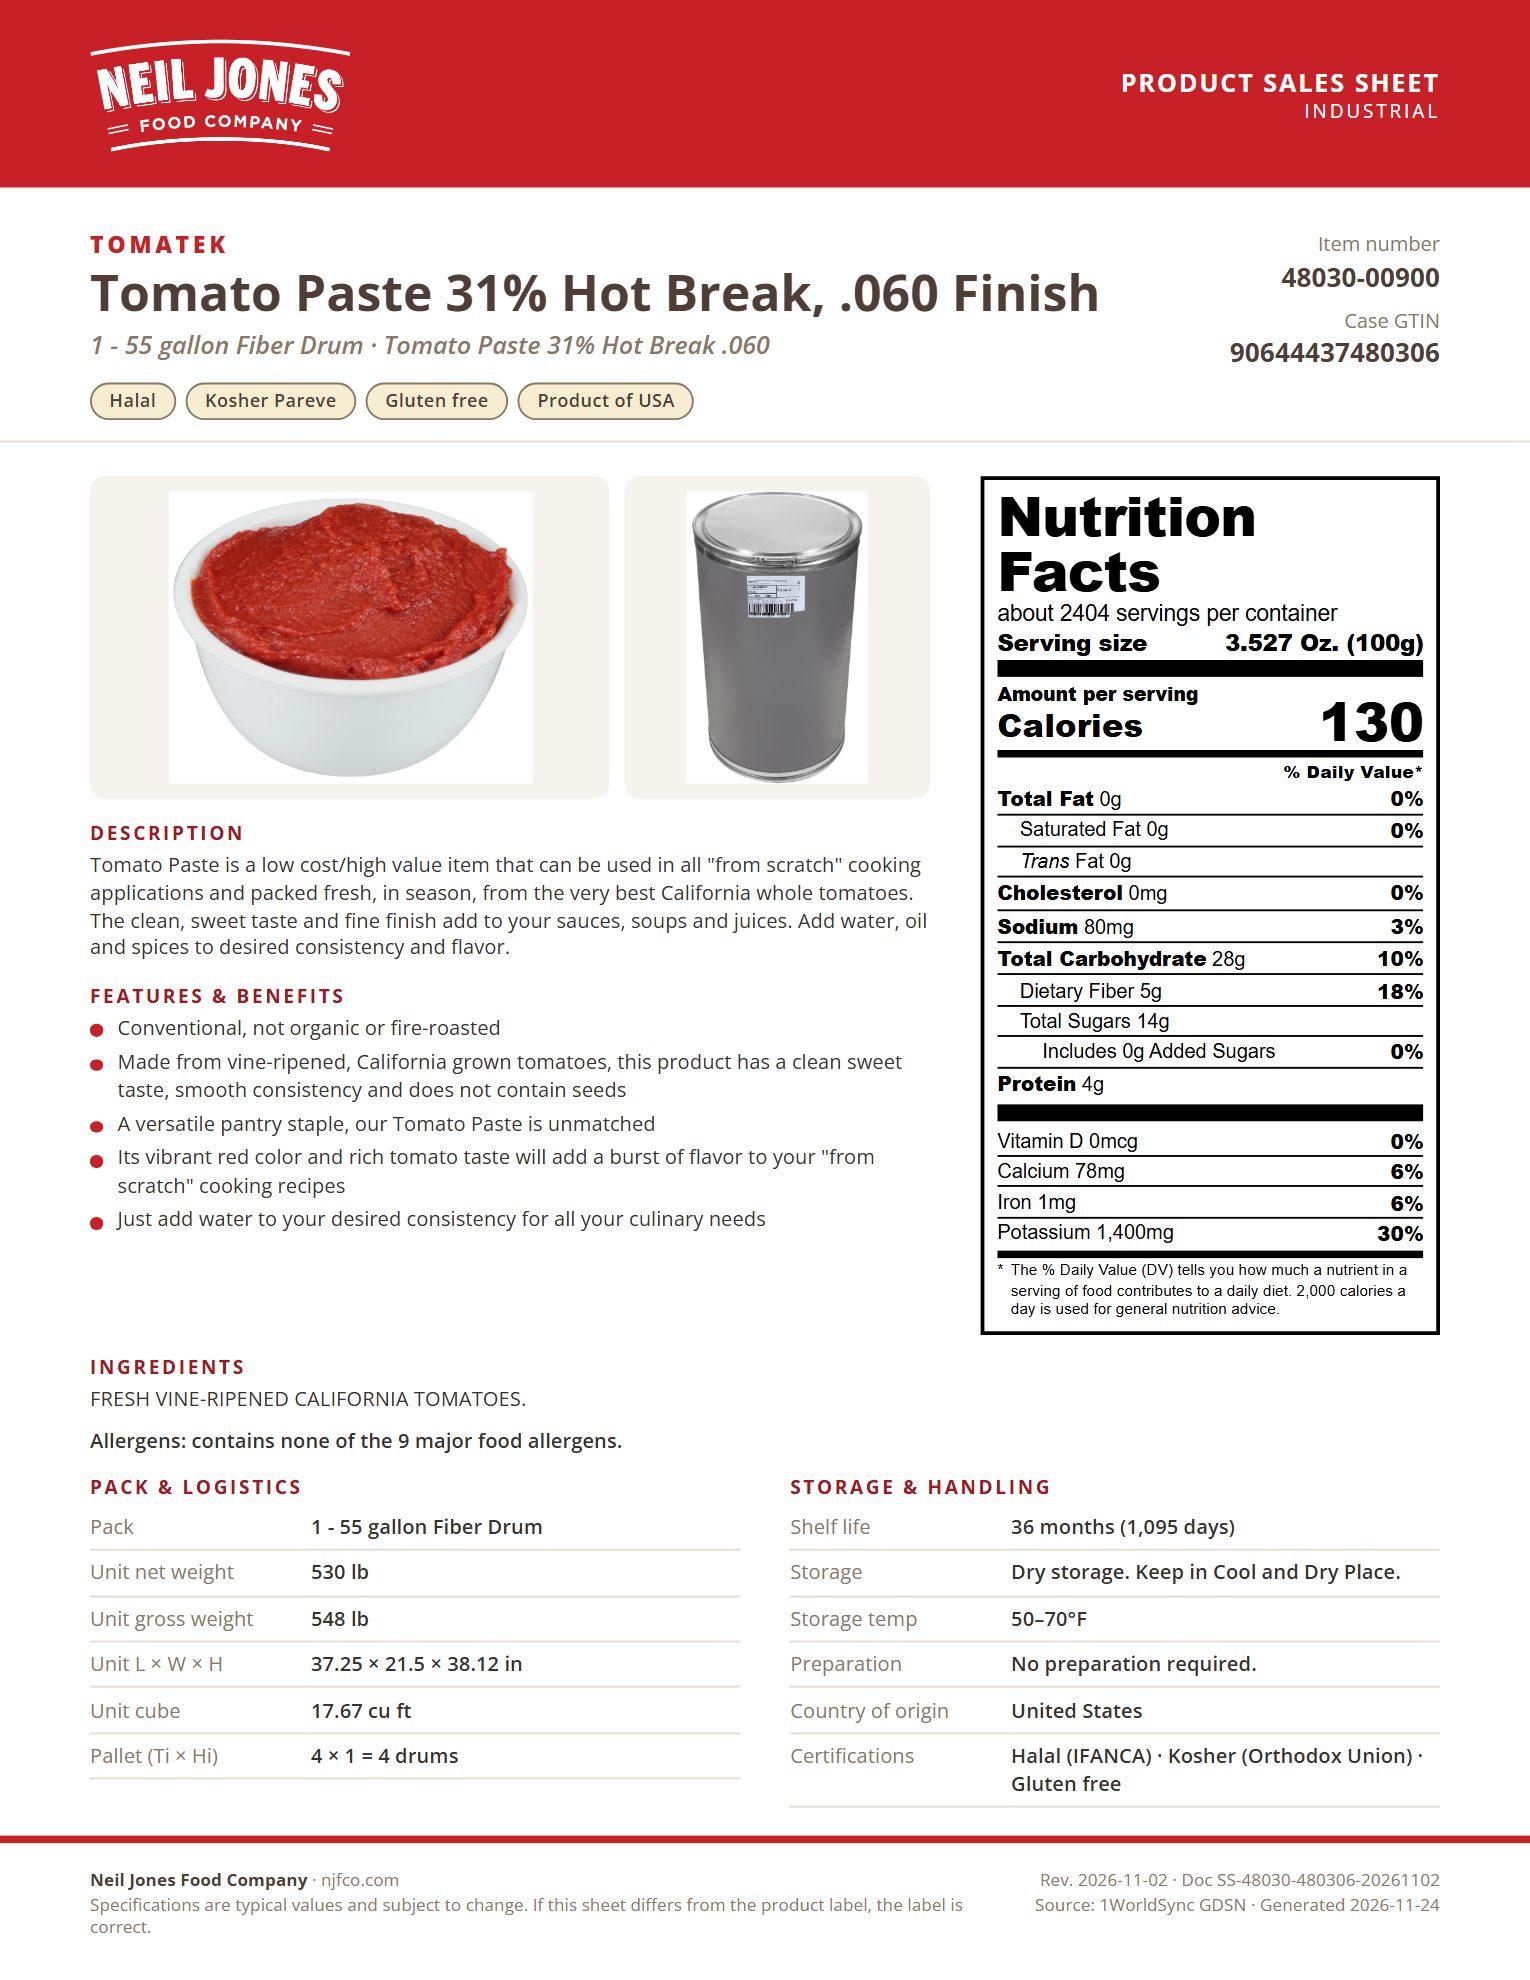 NEIL JONES
FOOD COMPANY
PRODUCT SALES SHEET
INDUSTRIAL
TOMATEK
Tomato Paste 31% Hot Break, .060 Finish
1 - 55 gallon Fiber Drum · Tomato Paste 31% Hot Break .060
Halal
Kosher Pareve
Gluten free
Product of USA
Item number
48030-00900
Case GTIN
90644437480306
DESCRIPTION
Tomato Paste is a low cost/high value item that can be used in all "from scratch" cooking
applications and packed fresh, in season, from the very best California whole tomatoes.
The clean, sweet taste and fine finish add to your sauces, soups and juices. Add water, oil
and spices to desired consistency and flavor.
FEATURES & BENEFITS
Conventional, not organic or fire-roasted
Made from vine-ripened, California grown tomatoes, this product has a clean sweet
taste, smooth consistency and does not contain seeds
A versatile pantry staple, our Tomato Paste is unmatched
Its vibrant red color and rich tomato taste will add a burst of flavor to your "from
scratch" cooking recipes
Just add water to your desired consistency for all your culinary needs
Nutrition
Facts
about 2404 servings per container
Serving size 3.527 Oz. (100g)
Amount per serving
Calories 130
% Daily Value*
Total Fat 0g 0%
Saturated Fat 0g 0%
Trans Fat 0g
Cholesterol 0mg 0%
Sodium 80mg 3%
Total Carbohydrate 28g 10%
Dietary Fiber 5g 18%
Total Sugars 14g
Includes 0g Added Sugars 0%
Protein 4g
Vitamin D 0mcg 0%
Calcium 78mg 6%
Iron 1mg 6%
Potassium 1,400mg 30%
* The % Daily Value (DV) tells you how much a nutrient in a
serving of food contributes to a daily diet. 2,000 calories a
day is used for general nutrition advice.
INGREDIENTS
FRESH VINE-RIPENED CALIFORNIA TOMATOES.
Allergens: contains none of the 9 major food allergens.
PACK & LOGISTICS
Pack 1 - 55 gallon Fiber Drum
Unit net weight 530 lb
Unit gross weight 548 lb
Unit L × W × H 37.25 × 21.5 × 38.12 in
Unit cube 17.67 cu ft
Pallet (Ti × Hi) 4 × 1 = 4 drums
STORAGE & HANDLING
Shelf life 36 months (1,095 days)
Storage Dry storage. Keep in Cool and Dry Place.
Storage temp 50–70°F
Preparation No preparation required.
Country of origin United States
Certifications Halal (IFANCA) · Kosher (Orthodox Union) ·
Gluten free
Neil Jones Food Company · njfco.com
Specifications are typical values and subject to change. If this sheet differs from the product label, the label is
correct.
Rev. 2026-11-02 · Doc SS-48030-480306-20261102
Source: 1WorldSync GDSN · Generated 2026-11-24